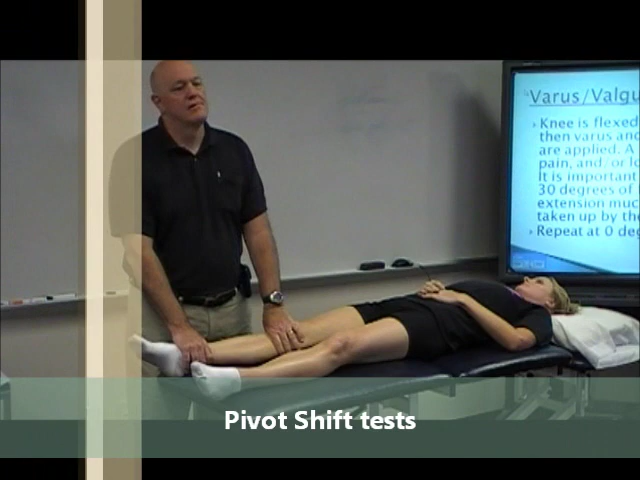 Varus/Valgu
Knee is flexed
then varus and
are applied. A
pain, and/or lo
It is important
30 degrees of
extension muc
taken up by the
Repeat at 0 deg
Pivot Shift tests